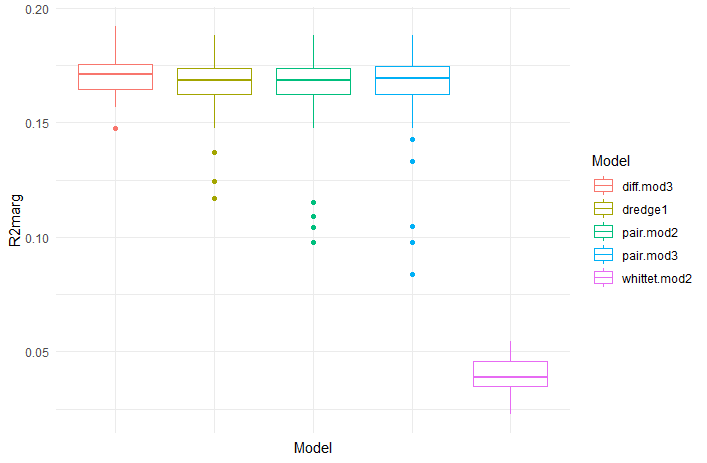 0.20
0.15
0.10
0.05
R2marg
Model
Model
diff.mod3
dredge1
pair.mod2
pair.mod3
whittet.mod2